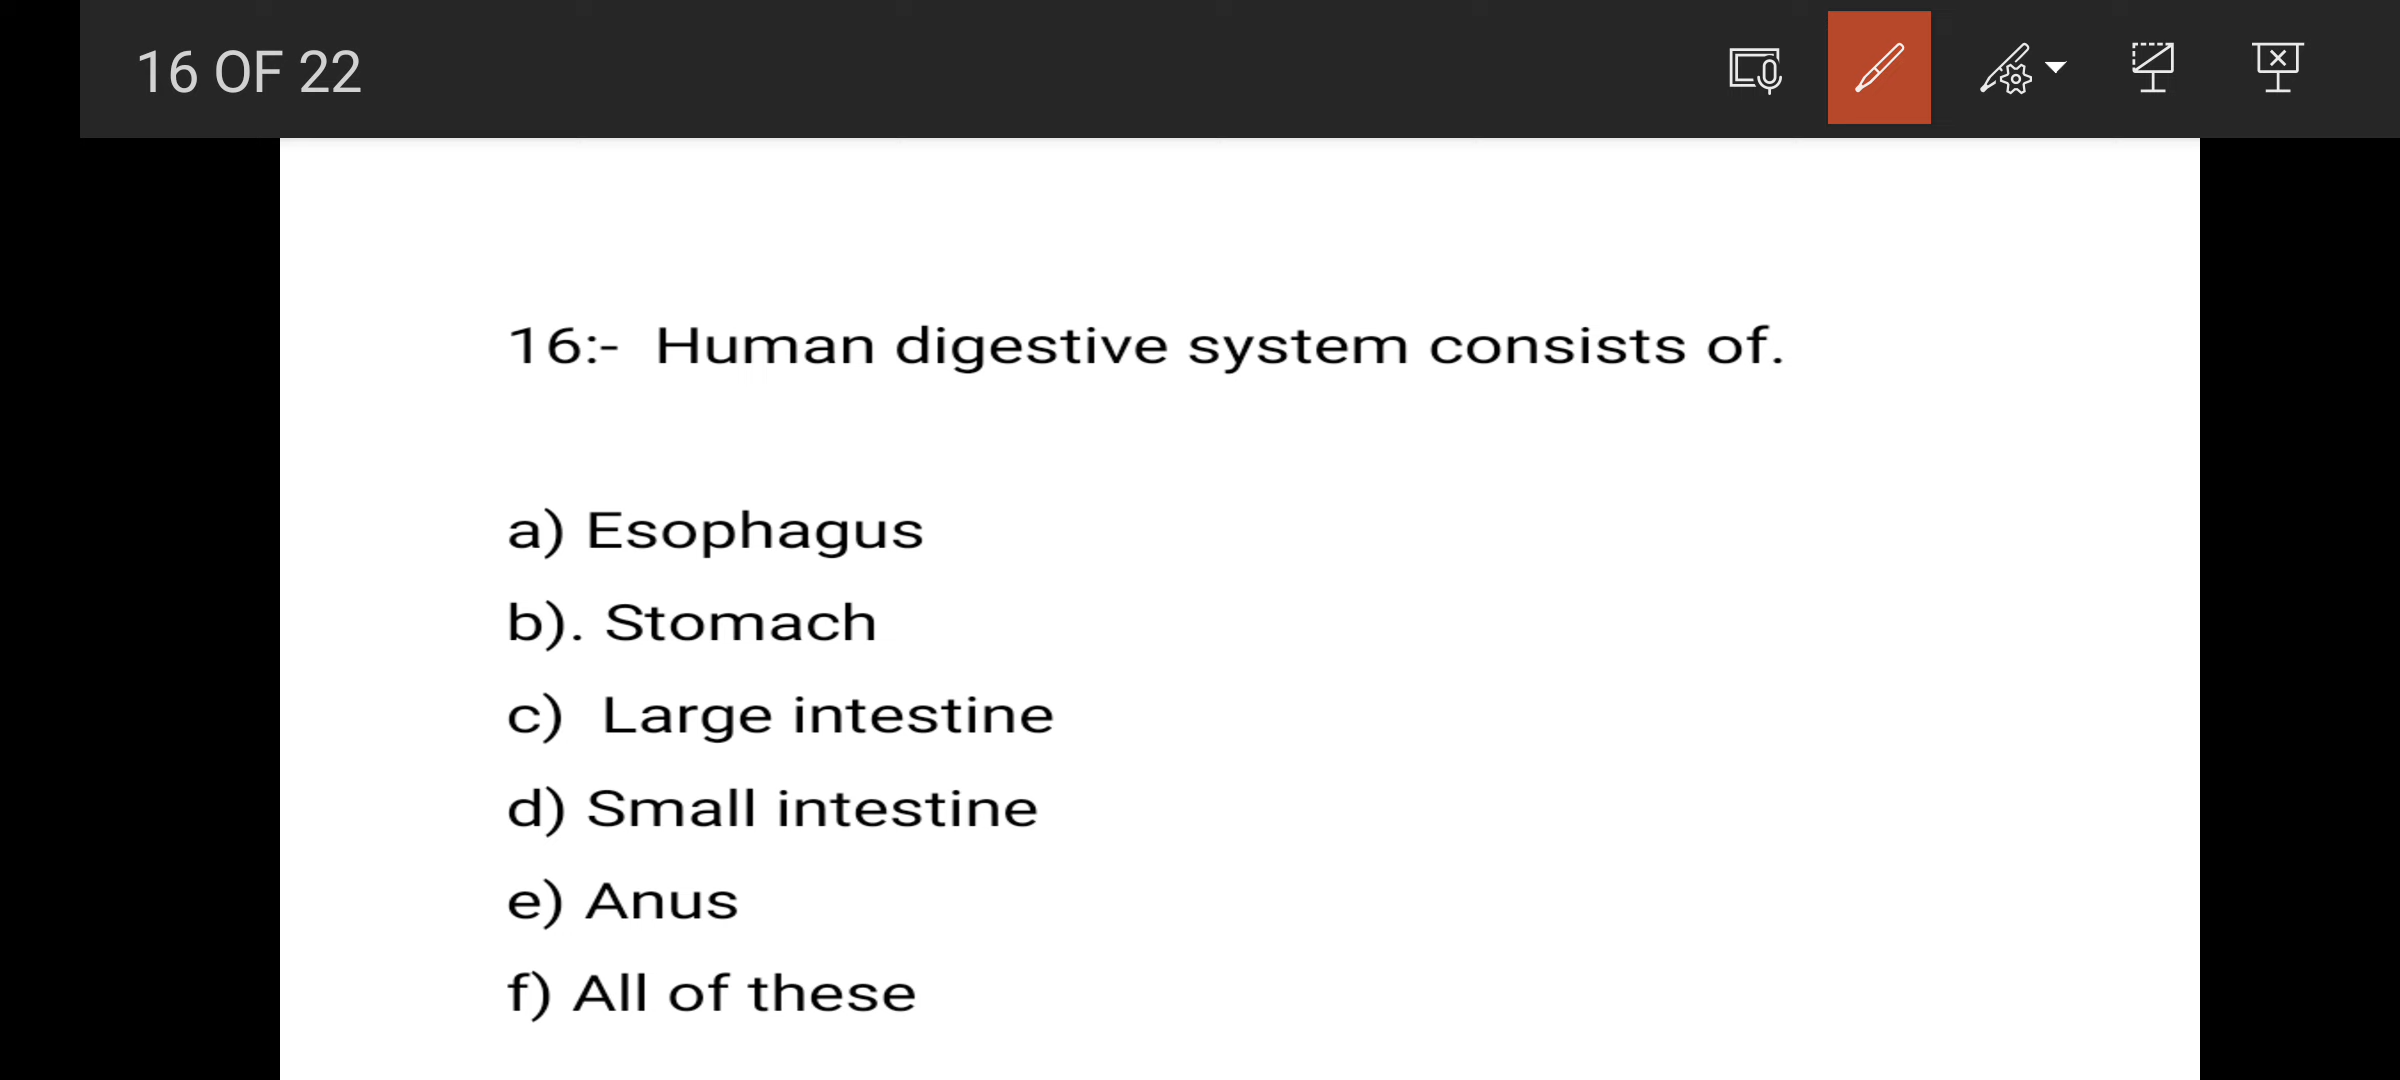 16 OF 22
16:- Human digestive system consists of.
a) Esophagus
b). Stomach
c) Large intestine
d) Small intestine
e) Anus
f) All of these